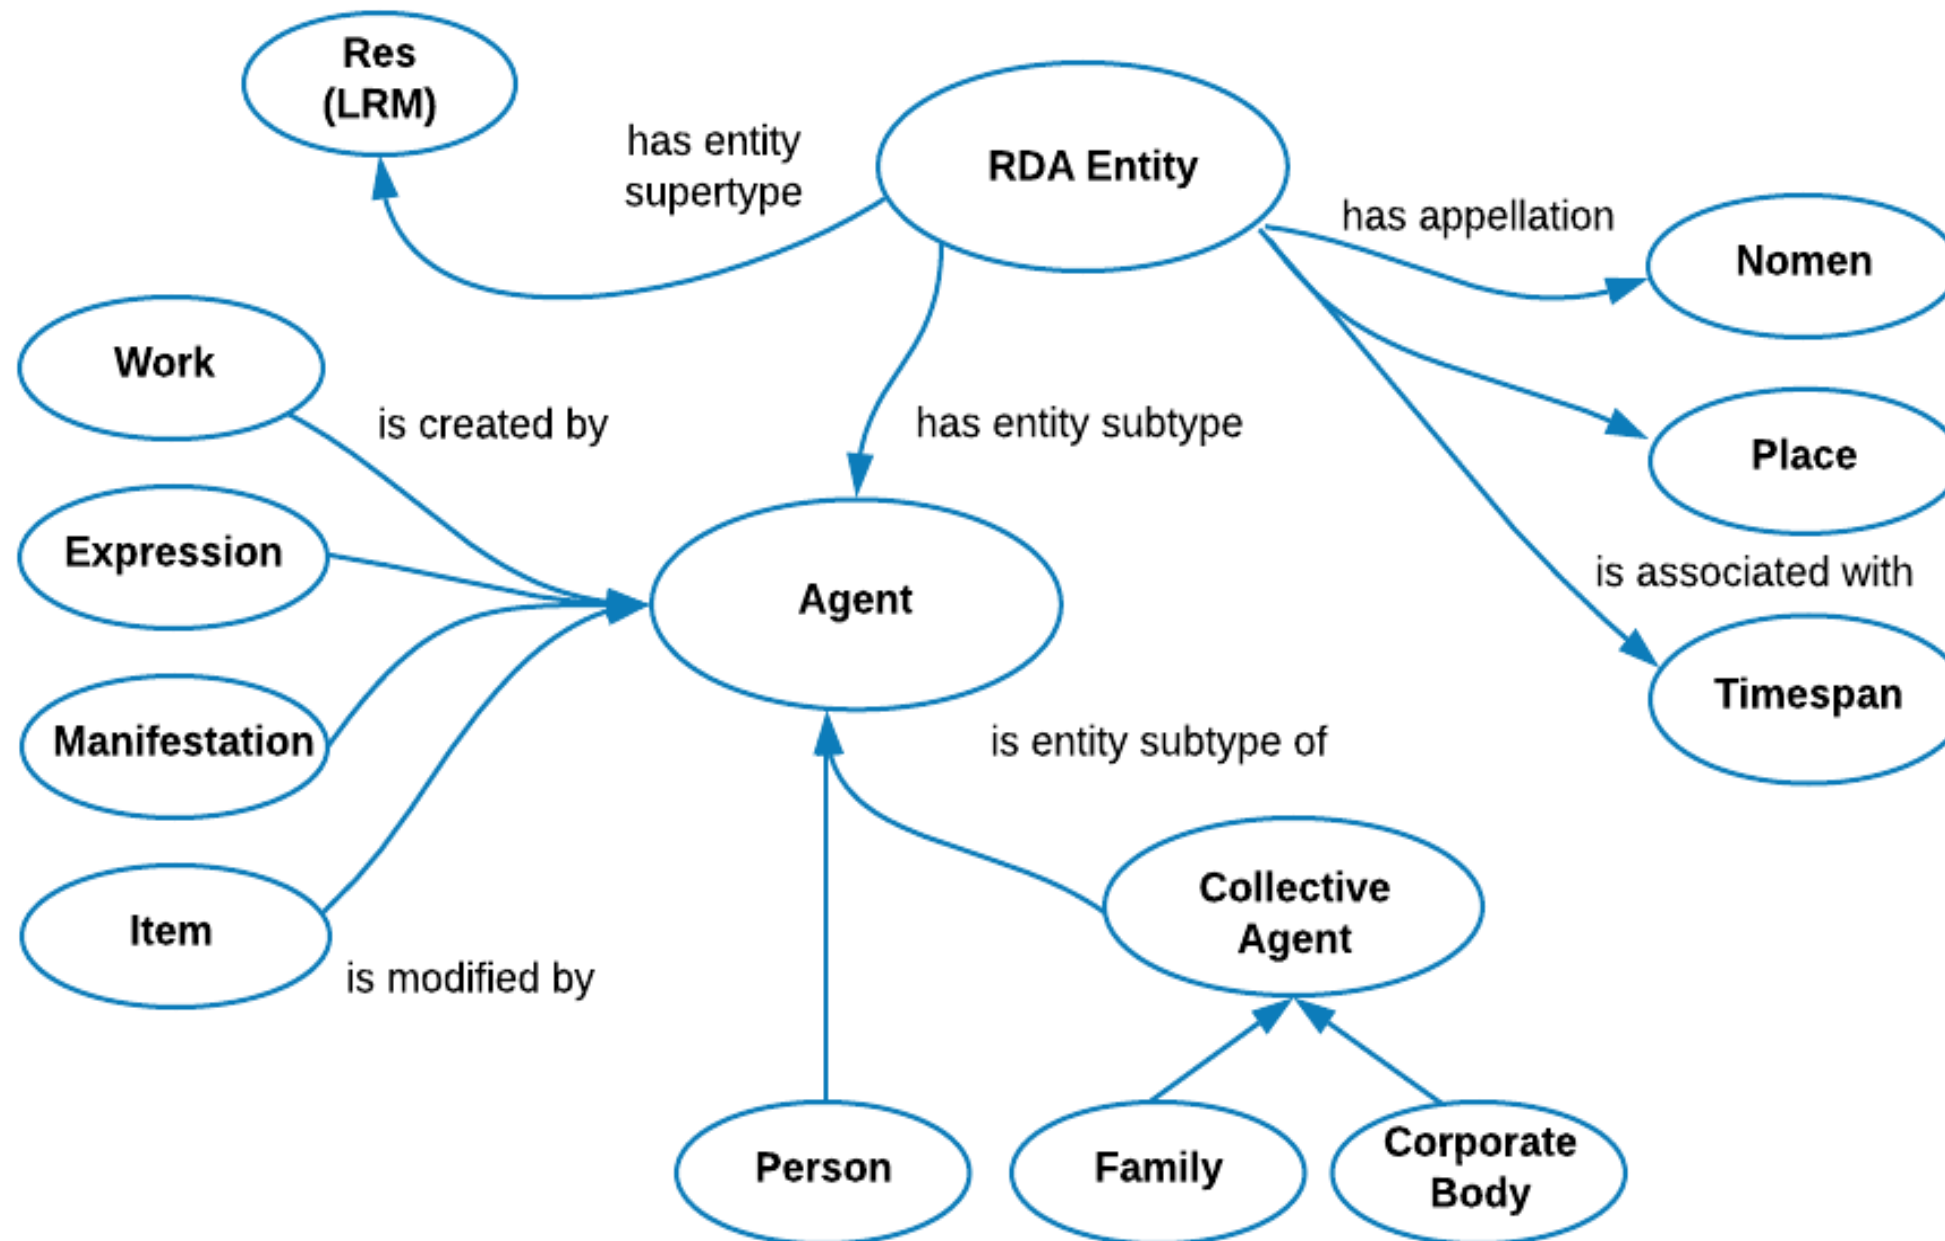 Res
(LRM)
has entity
supertype
RDA Entity
has appellation
Nomen
Work
is created by
has entity subtype
Place
Expression
Agent
is associated with
Timespan
Manifestation
is entity subtype of
Collective
Agent
Item
is modified by
Person
Family
Corporate
Body